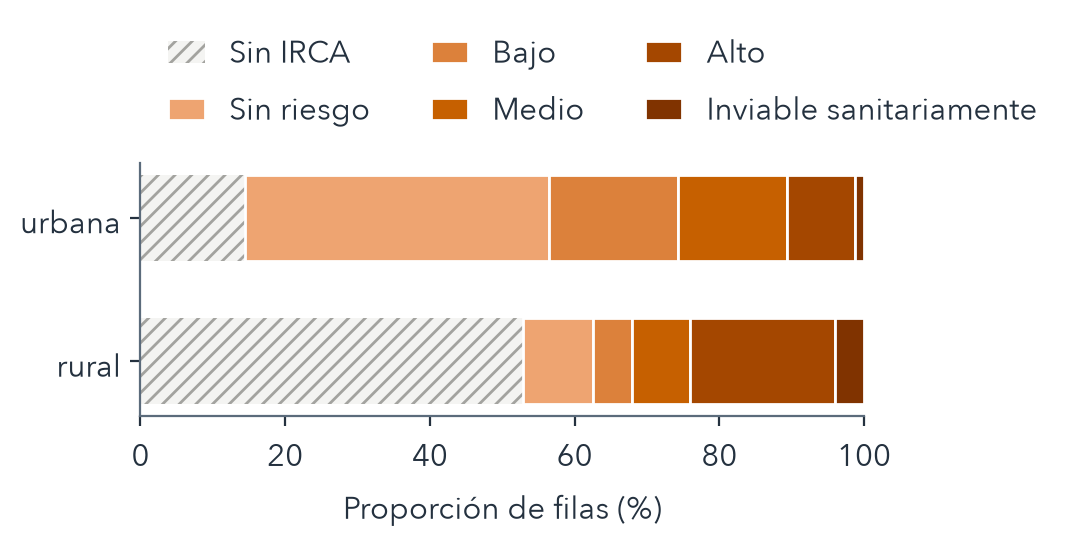 Sin IRCA Bajo Alto
Sin riesgo Medio Inviable sanitariamente
urbana
rural
0 20 40 60 80 100
Proporción de filas (%)